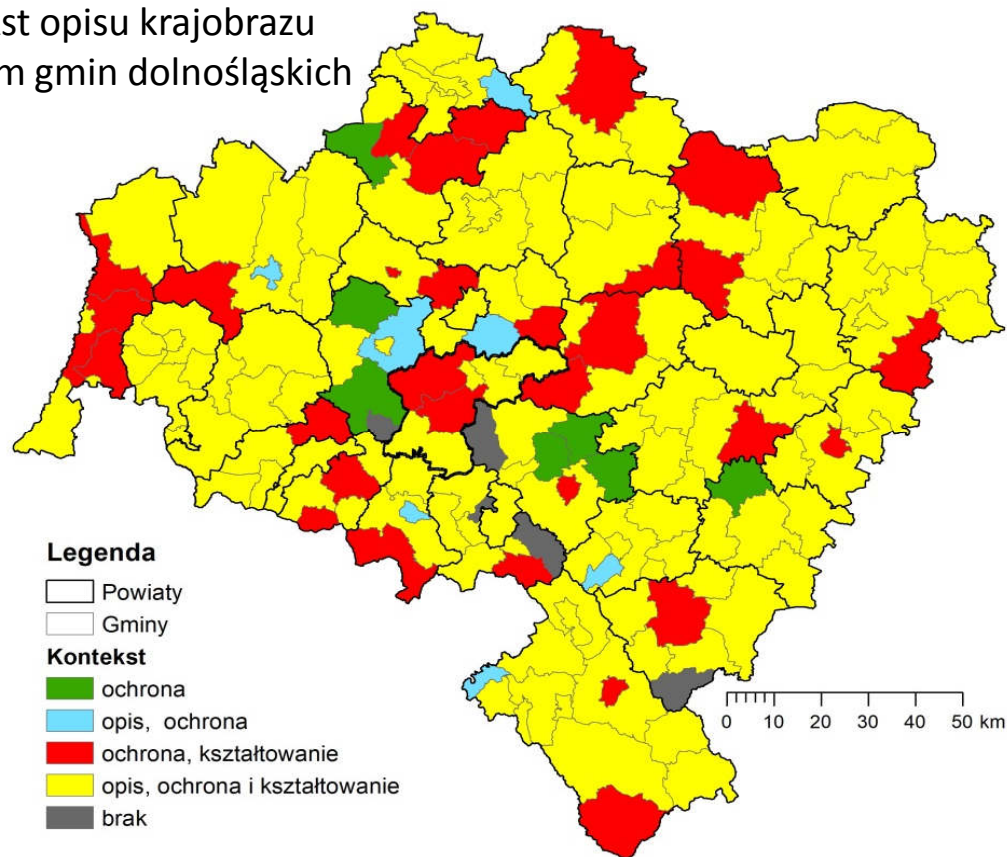 st opisu krajobrazu
m gmin dolnośląskich
Legenda
Powiaty
Gminy
Kontekst
ochrona
opis, ochrona
ochrona, kształtowanie
opis, ochrona i kształtowanie
brak
0 10 20 30 40 50 km